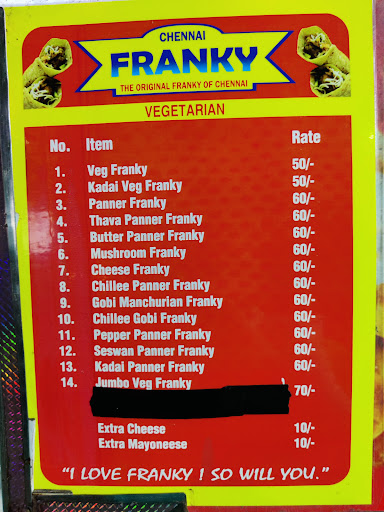 CHENNAI
FRANKY
THE ORIGINAL FRANKY OF CHENNAI
VEGETARIAN
No. Item Rate
1. Veg Franky 50/-
2. Kadai Veg Franky 50/-
3. Panner Franky 60/-
4. Thava Panner Franky 60/-
5. Butter Panner Franky 60/-
6. Mushroom Franky 60/-
7. Cheese Franky 60/-
8. Chillee Panner Franky 60/-
9. Gobi Manchurian Franky 60/-
10. Chillee Gobi Franky 60/-
11. Pepper Panner Franky 60/-
12. Seswan Panner Franky 60/-
13. Kadai Panner Franky 60/-
14. Jumbo Veg Franky 70/-
Extra Cheese 10/-
Extra Mayoneese 10/-
“I LOVE FRANKY I SO WILL YOU.”